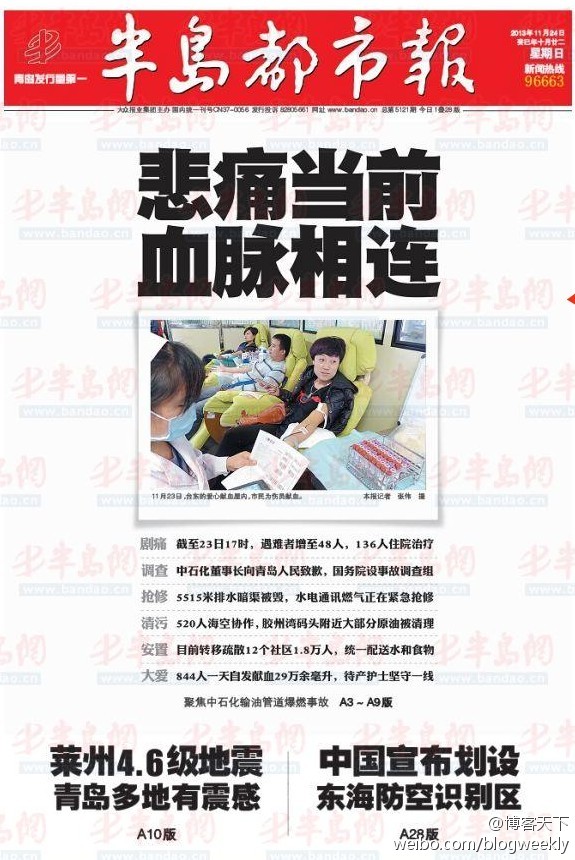 半岛都市报
青岛发行量第一
2013年11月24日
癸巳年十月廿二
星期日
新闻热线
96663
大众报业集团主办 国内统一刊号CN37-0056 发行投诉 82805661 网址 www.bandao.cn 总第5121期 今日1叠28版
悲痛当前
血脉相连
11月23日,台东的爱心献血屋内,市民为伤员献血。 本报记者 张伟 摄
剧痛 截至23日17时，遇难者增至48人，136人住院治疗
调查 中石化董事长向青岛人民致歉，国务院设事故调查组
抢修 5515米排水暗渠被毁，水电通讯燃气正在紧急抢修
清污 520人海空协作，胶州湾码头附近大部分原油被清理
安置 目前转移疏散12个社区1.8万人，统一配送水和食物
大爱 844人一天自发献血29万余毫升，待产护士坚守一线
聚焦中石化输油管道爆燃事故 A3～A9版
莱州4.6级地震
青岛多地有震感
A10版
中国宣布划设
东海防空识别区
A28版
半岛网
www.bandao.cn
@博客天下
weibo.com/blogweekly